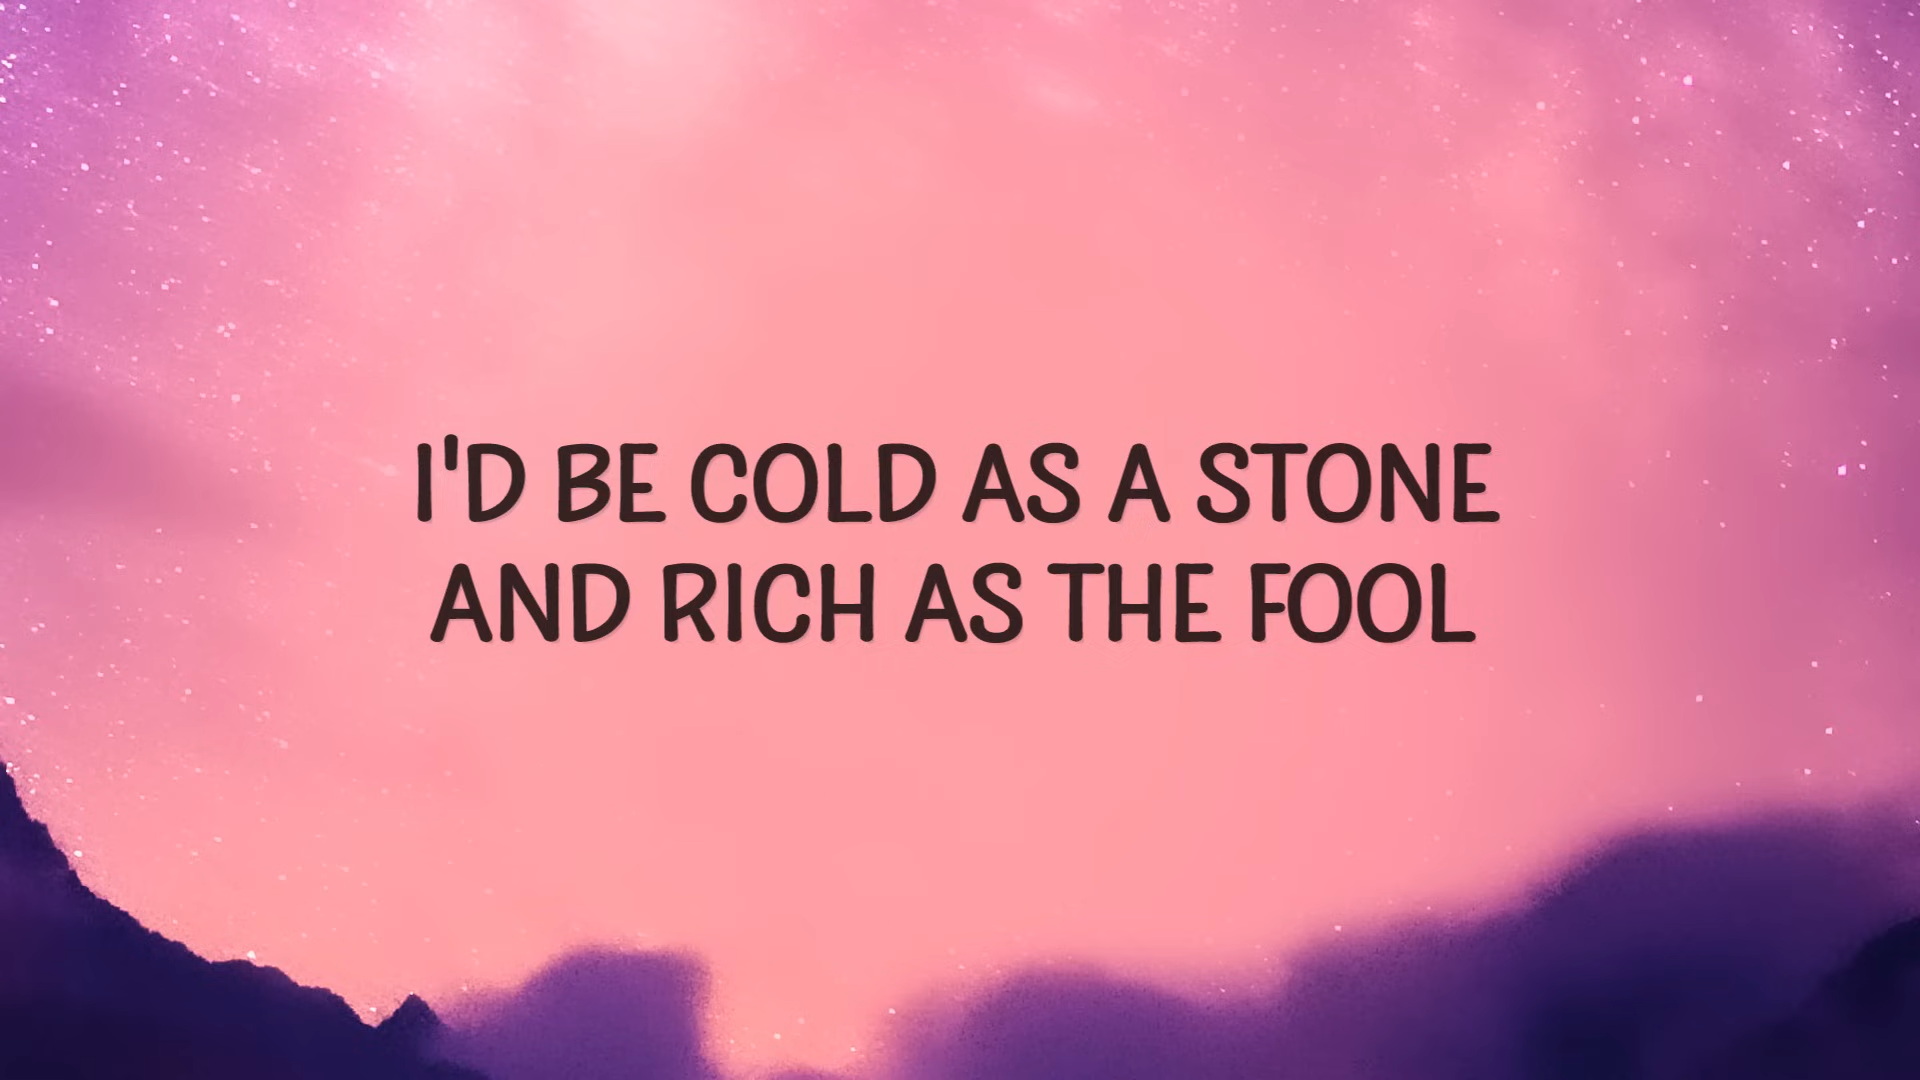 I'D BE COLD AS A STONE
AND RICH AS THE FOOL